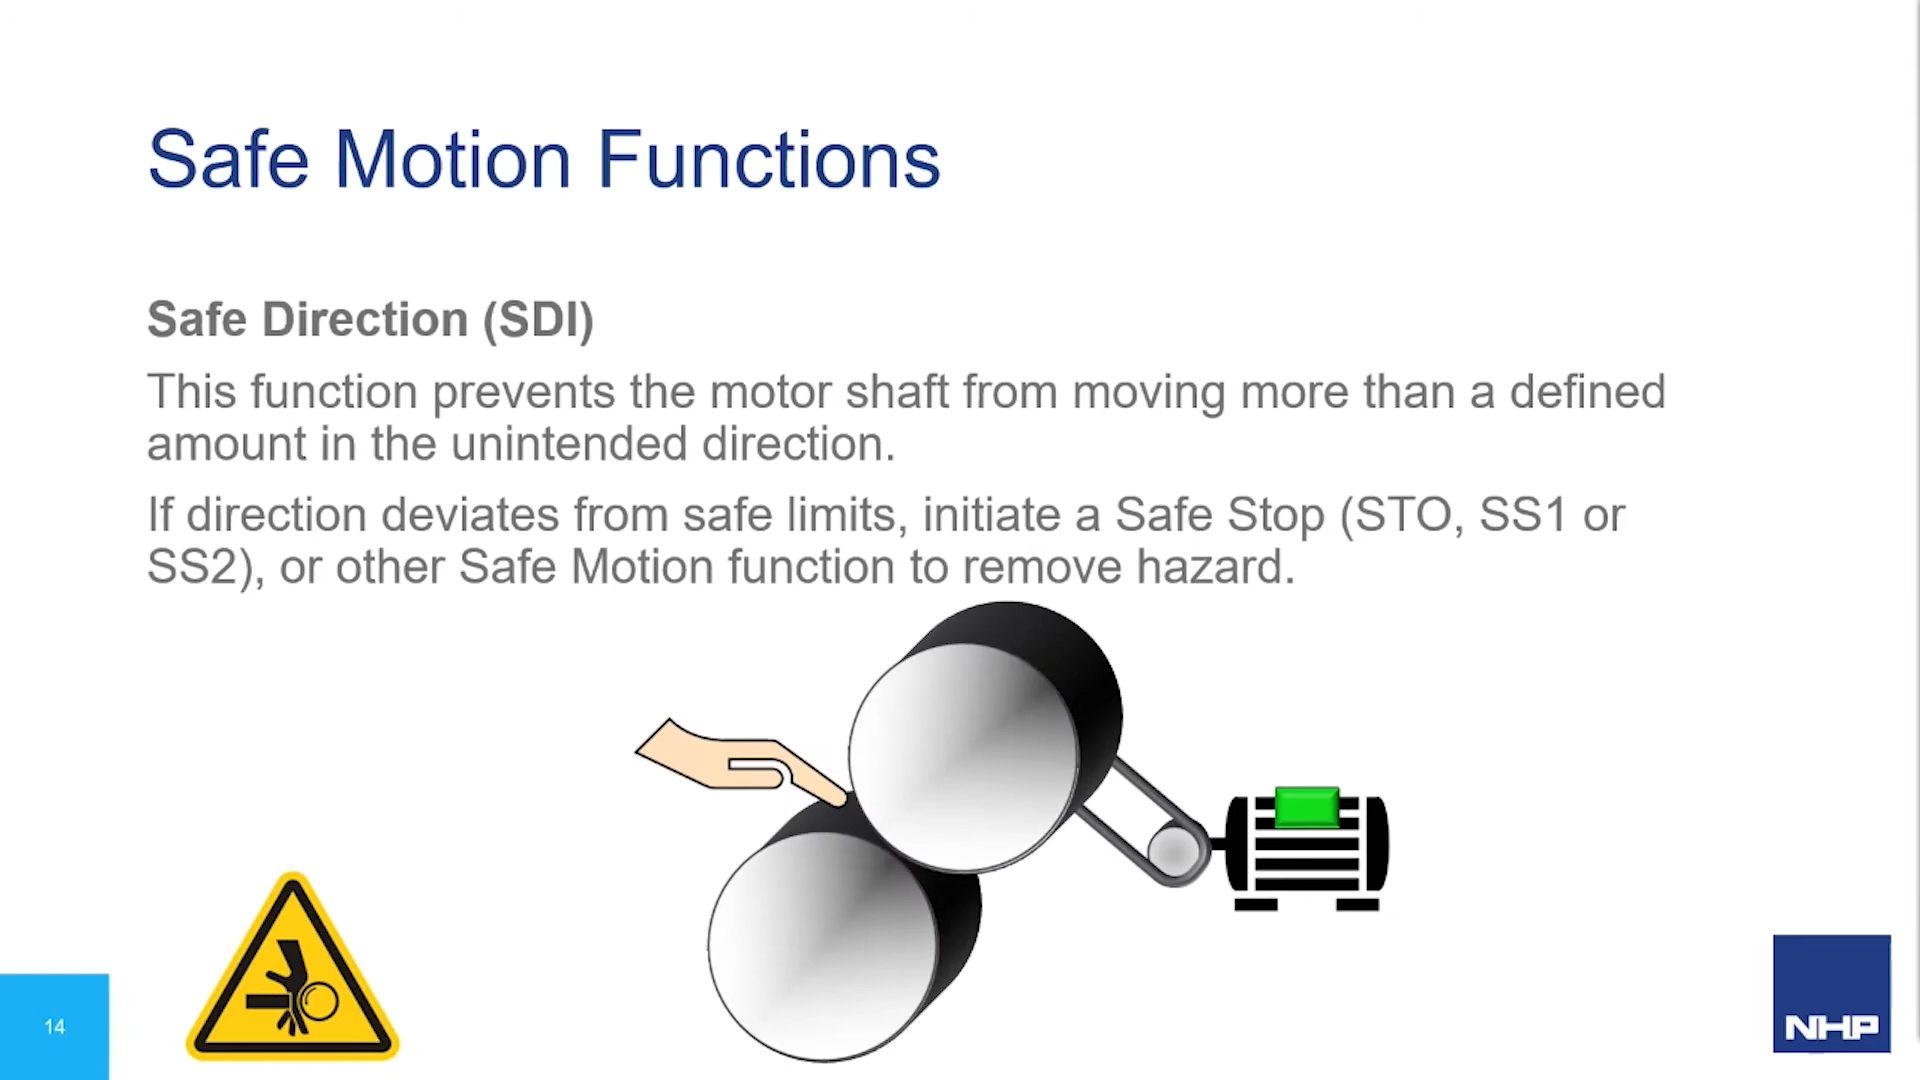 Safe Motion Functions
Safe Direction (SDI)
This function prevents the motor shaft from moving more than a defined
amount in the unintended direction.
If direction deviates from safe limits, initiate a Safe Stop (STO, SS1 or
SS2), or other Safe Motion function to remove hazard.
14
NHP